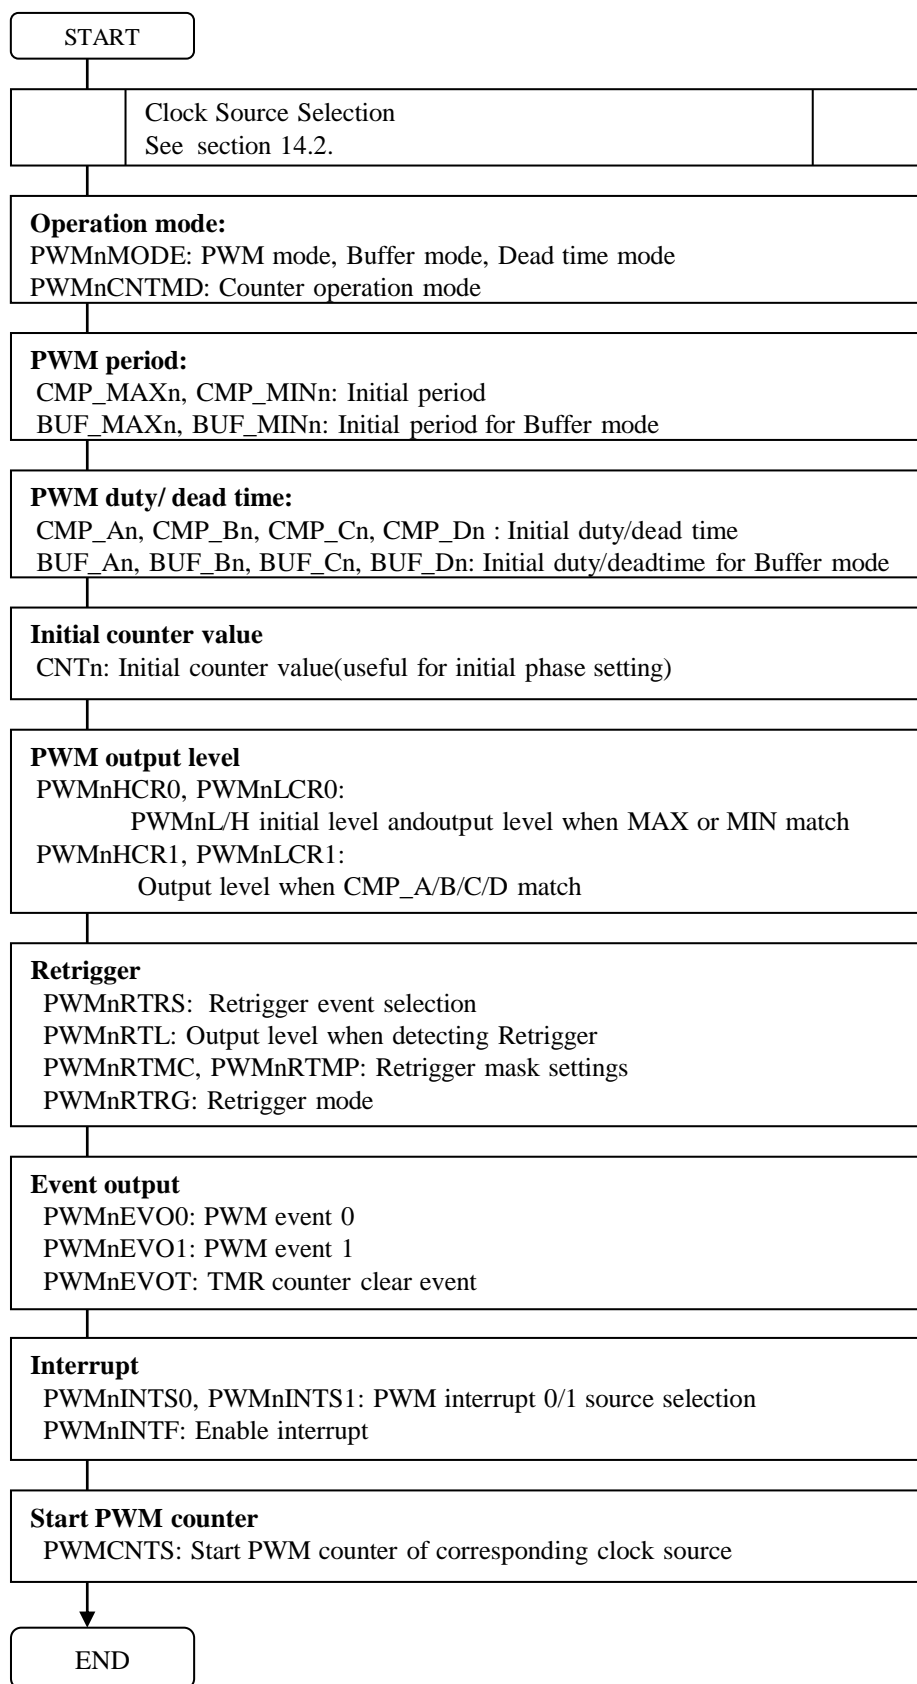 START
Clock Source Selection
See section 14.2.
Operation mode:
PWMnMODE: PWM mode, Buffer mode, Dead time mode
PWMnCNTMD: Counter operation mode
PWM period:
CMP_MAXn, CMP_MINn: Initial period
BUF_MAXn, BUF_MINn: Initial period for Buffer mode
PWM duty/ dead time:
CMP_An, CMP_Bn, CMP_Cn, CMP_Dn : Initial duty/dead time
BUF_An, BUF_Bn, BUF_Cn, BUF_Dn: Initial duty/deadtime for Buffer mode
Initial counter value
CNTn: Initial counter value(useful for initial phase setting)
PWM output level
PWMnHCR0, PWMnLCR0:
PWMnL/H initial level andoutput level when MAX or MIN match
PWMnHCR1, PWMnLCR1:
Output level when CMP_A/B/C/D match
Retrigger
PWMnRTRS: Retrigger event selection
PWMnRTL: Output level when detecting Retrigger
PWMnRTMC, PWMnRTMP: Retrigger mask settings
PWMnRTRG: Retrigger mode
Event output
PWMnEVO0: PWM event 0
PWMnEVO1: PWM event 1
PWMnEVOT: TMR counter clear event
Interrupt
PWMnINTS0, PWMnINTS1: PWM interrupt 0/1 source selection
PWMnINTF: Enable interrupt
Start PWM counter
PWMCNTS: Start PWM counter of corresponding clock source
END